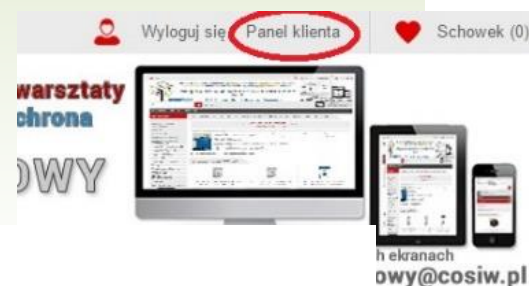 Wyloguj się Panel klienta Schowek (0)
warsztaty
chrona
OWY
h ekranach
owy@cosiw.pl